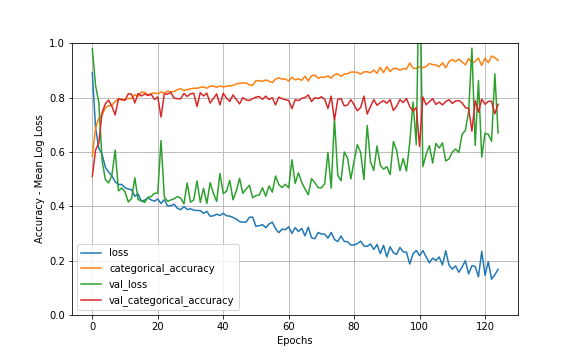 1.0
0.8
0.6
0.4
0.2
0.0
Accuracy - Mean Log Loss
loss
categorical_accuracy
val_loss
val_categorical_accuracy
0 20 40 60 80 100 120
Epochs